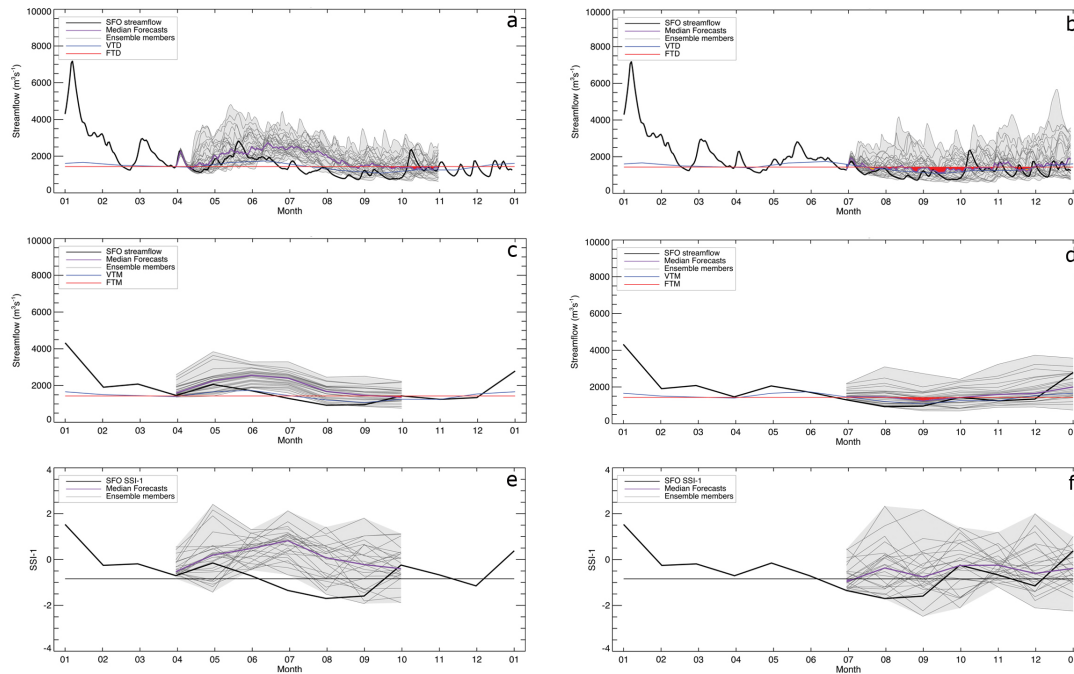 a
SFO streamflow
Median Forecasts
Ensemble members
VTD
FTD
Streamflow (m³s⁻¹)
10000
8000
6000
4000
2000
0
01 02 03 04 05 06 07 08 09 10 11 12 01
Month
b
SFO streamflow
Median Forecasts
Ensemble members
VTD
FTD
Streamflow (m³s⁻¹)
10000
8000
6000
4000
2000
0
01 02 03 04 05 06 07 08 09 10 11 12 0
Month
c
SFO streamflow
Median Forecasts
Ensemble members
VTM
FTM
Streamflow (m³s⁻¹)
10000
8000
6000
4000
2000
0
01 02 03 04 05 06 07 08 09 10 11 12 01
Month
d
SFO streamflow
Median Forecasts
Ensemble members
VTM
FTM
Streamflow (m³s⁻¹)
10000
8000
6000
4000
2000
0
01 02 03 04 05 06 07 08 09 10 11 12 0
Month
e
SFO SSI-1
Median Forecasts
Ensemble members
SSI-1
4
2
0
-2
-4
01 02 03 04 05 06 07 08 09 10 11 12 01
Month
f
SFO SSI-1
Median Forecasts
Ensemble members
SSI-1
4
2
0
-2
-4
01 02 03 04 05 06 07 08 09 10 11 12 0
Month